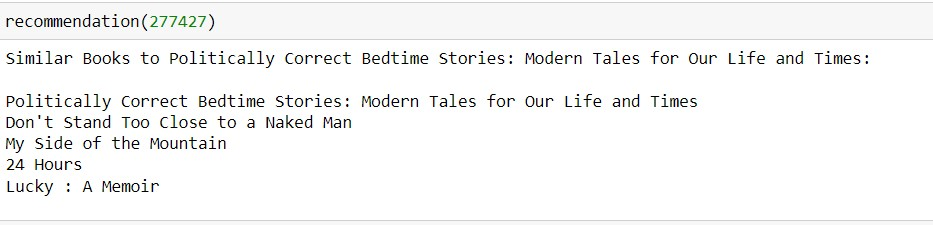 recommendation(277427)
Similar Books to Politically Correct Bedtime Stories: Modern Tales for Our Life and Times:
Politically Correct Bedtime Stories: Modern Tales for Our Life and Times
Don't Stand Too Close to a Naked Man
My Side of the Mountain
24 Hours
Lucky : A Memoir